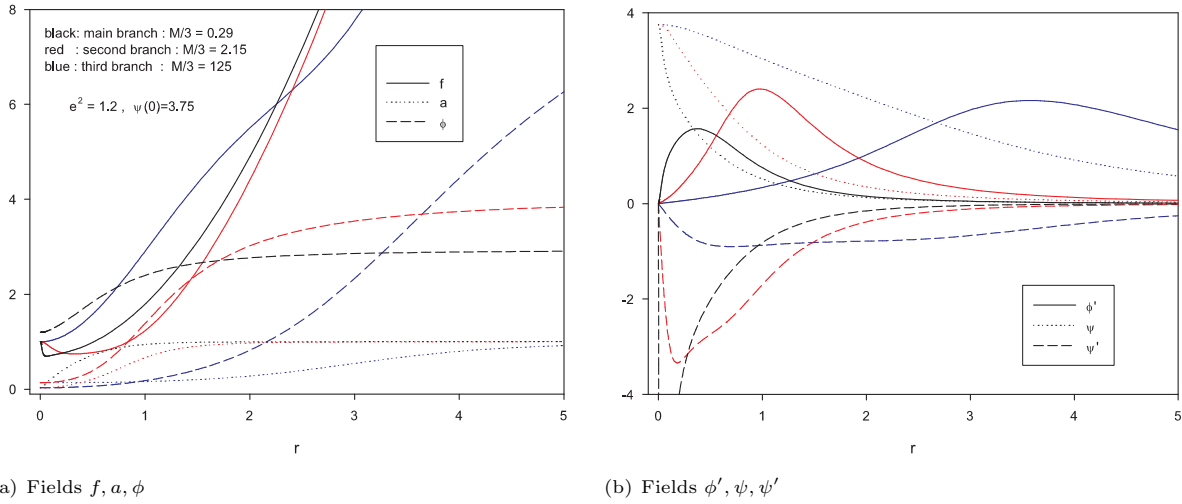 black: main branch : M/3 = 0.29
red : second branch : M/3 = 2.15
blue : third branch : M/3 = 125
e² = 1.2 , ψ(0)=3.75
f
a
ϕ
8
6
4
2
0
0 1 2 3 4 5
r
a) Fields f, a, ϕ
4
2
0
-2
-4
ϕ'
ψ
ψ'
0 1 2 3 4 5
r
(b) Fields ϕ′, ψ, ψ′